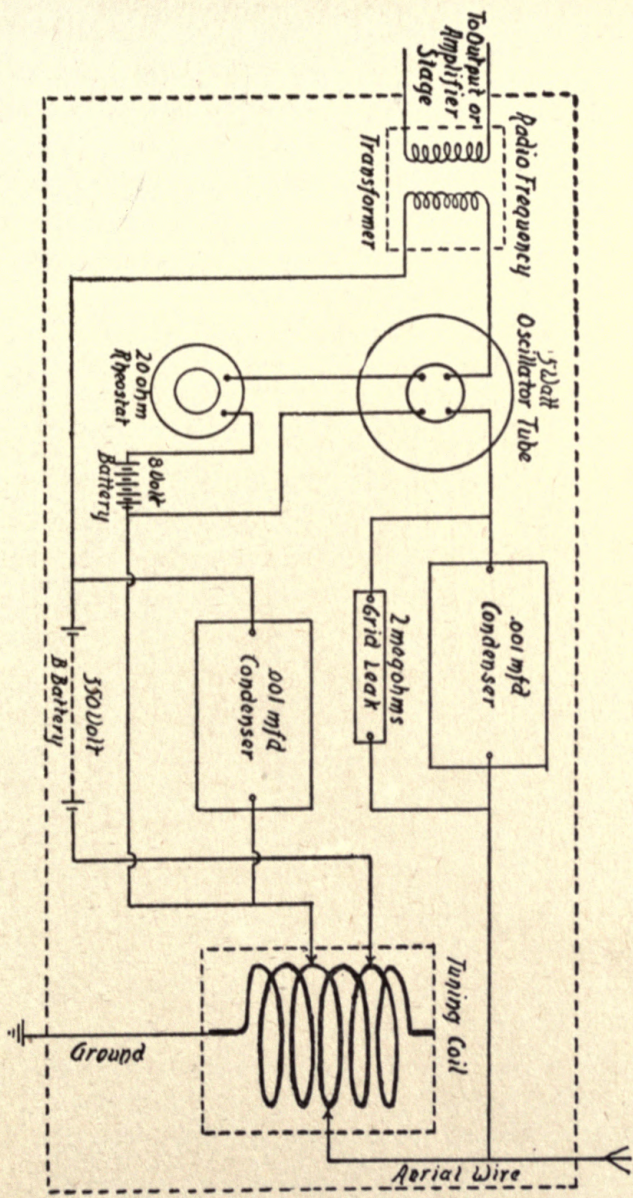 To Output or
Amplifier
Stage
Radio Frequency
Transformer
5 Watt
Oscillator Tube
20 ohm
Rheostat
8 Volt
Battery
.001 mfd
Condenser
2 megohms
Grid Leak
.001 mfd
Condenser
350 Volt
B Battery
Tuning Coil
Ground
Aerial Wire